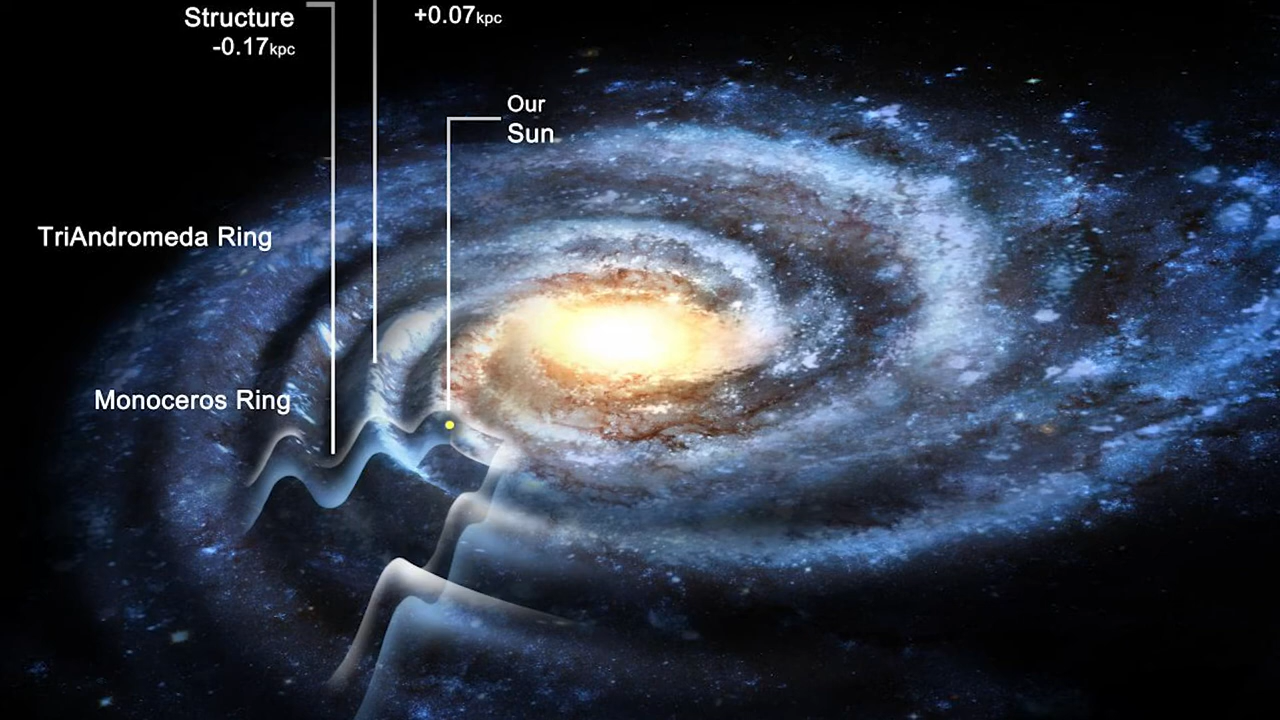 Structure
-0.17kpc
+0.07kpc
Our
Sun
TriAndromeda Ring
Monoceros Ring